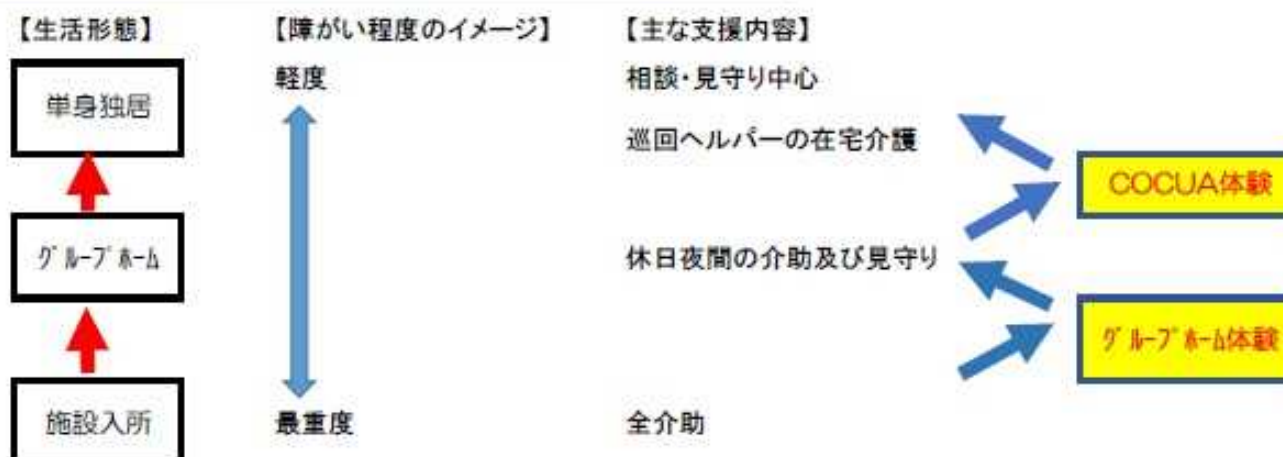 【生活形態】 【障がい程度のイメージ】 【主な支援内容】
単身独居 軽度 相談・見守り中心
巡回ヘルパーの在宅介護
COCUA体験
グループホーム 休日夜間の介助及び見守り
グループホーム体験
施設入所 最重度 全介助